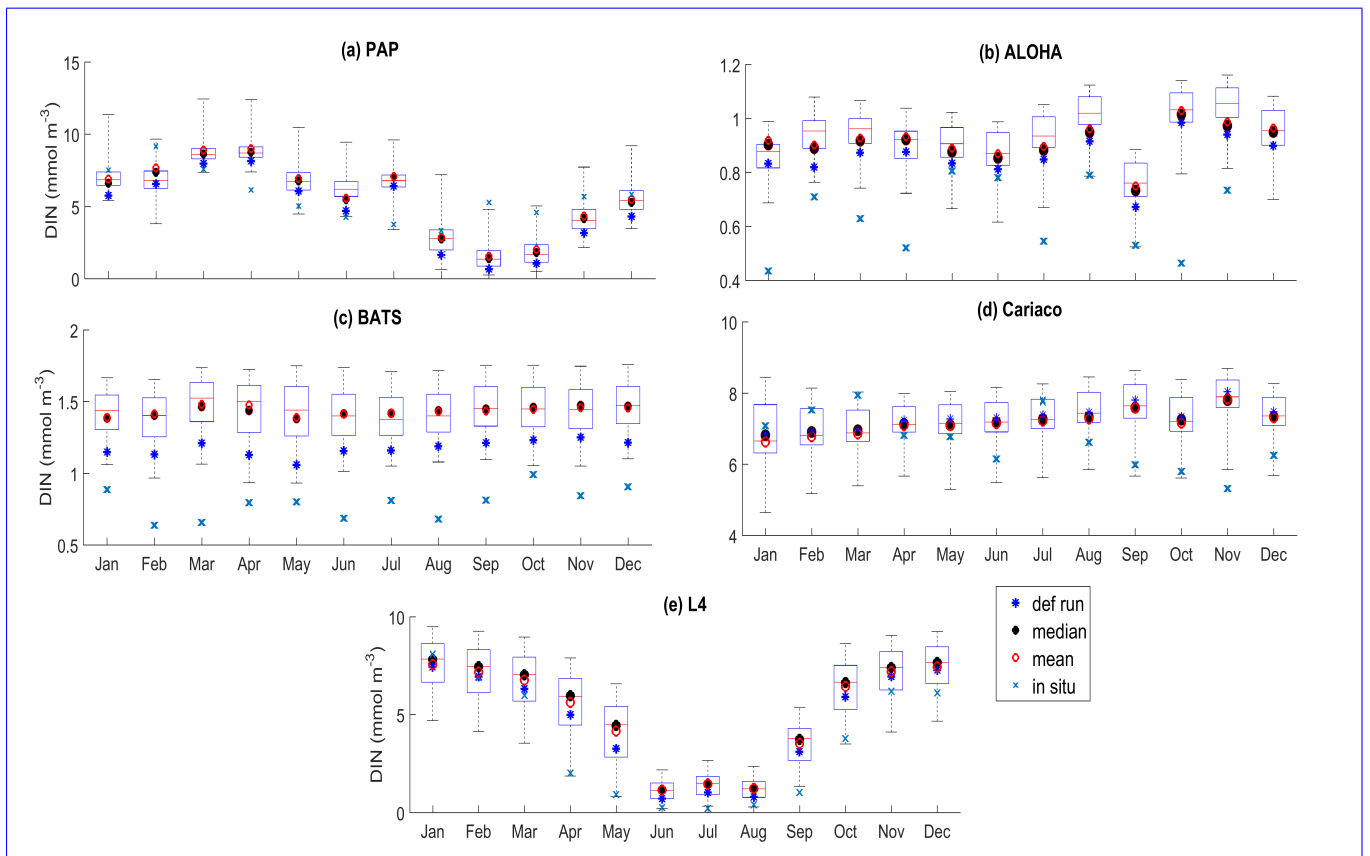 (a) PAP
15
10
5
0
DIN (mmol m⁻³)
(b) ALOHA
1.2
1
0.8
0.6
0.4
(c) BATS
2
1.5
1
0.5
DIN (mmol m⁻³)
Jan Feb Mar Apr May Jun Jul Aug Sep Oct Nov Dec
(d) Cariaco
10
8
6
4
Jan Feb Mar Apr May Jun Jul Aug Sep Oct Nov Dec
(e) L4
10
5
0
DIN (mmol m⁻³)
Jan Feb Mar Apr May Jun Jul Aug Sep Oct Nov Dec
def run
median
mean
in situ